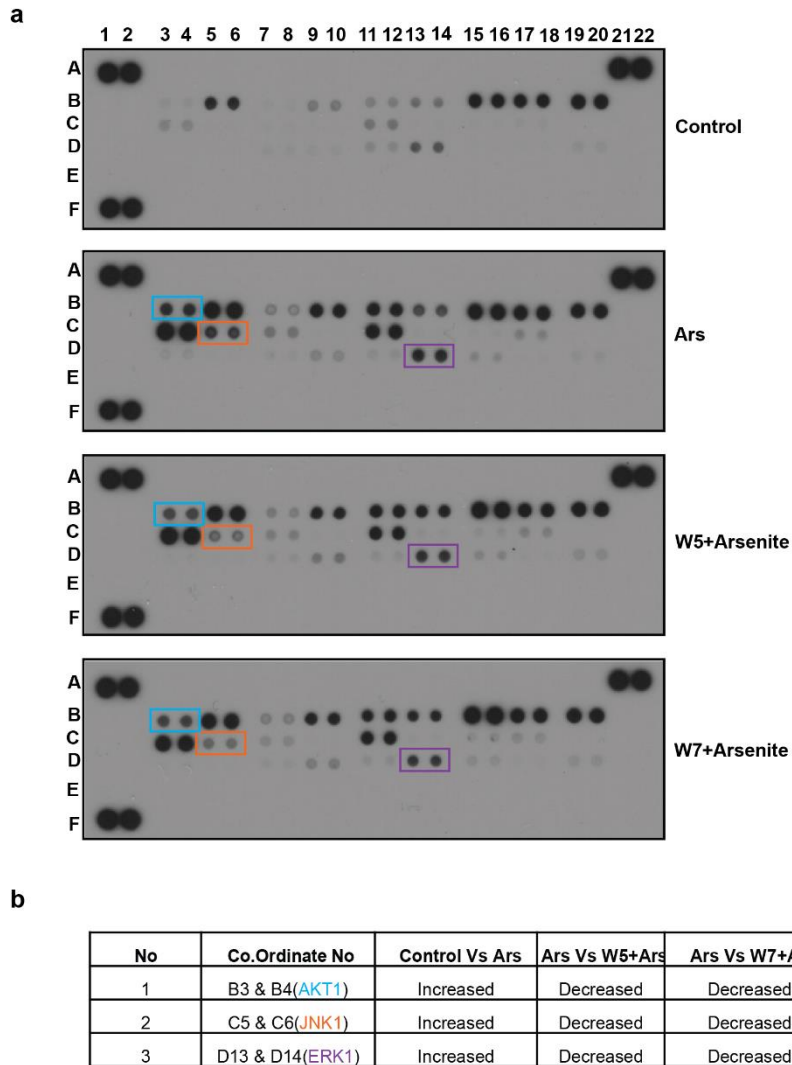 a
1 2 3 4 5 6 7 8 9 10 11 12 13 14 15 16 17 18 19 20 21 22
A
B
C
D
E
F
Control
A
B
C
D
E
F
Ars
A
B
C
D
E
F
W5+Arsenite
A
B
C
D
E
F
W7+Arsenite
b
No Co.Ordinate No Control Vs Ars Ars Vs W5+Ars Ars Vs W7+A
1 B3 & B4(AKT1) Increased Decreased Decreased
2 C5 & C6(JNK1) Increased Decreased Decreased
3 D13 & D14(ERK1) Increased Decreased Decreased